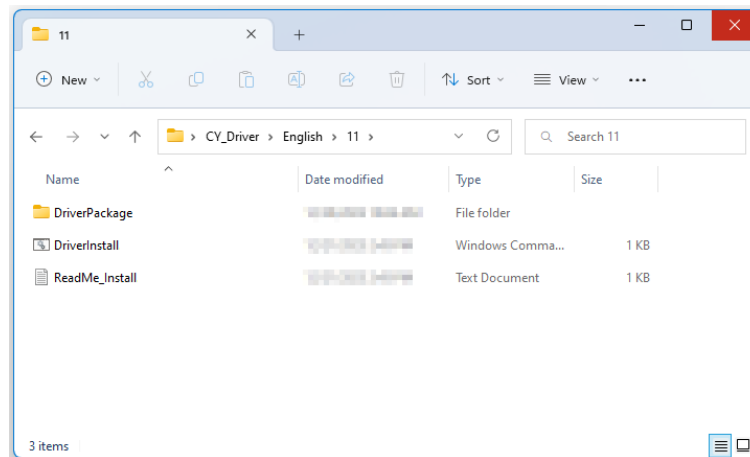 11
New Sort View
CY_Driver English 11 Search 11
Name Date modified Type Size
DriverPackage File folder
DriverInstall Windows Comma... 1 KB
ReadMe_Install Text Document 1 KB
3 items